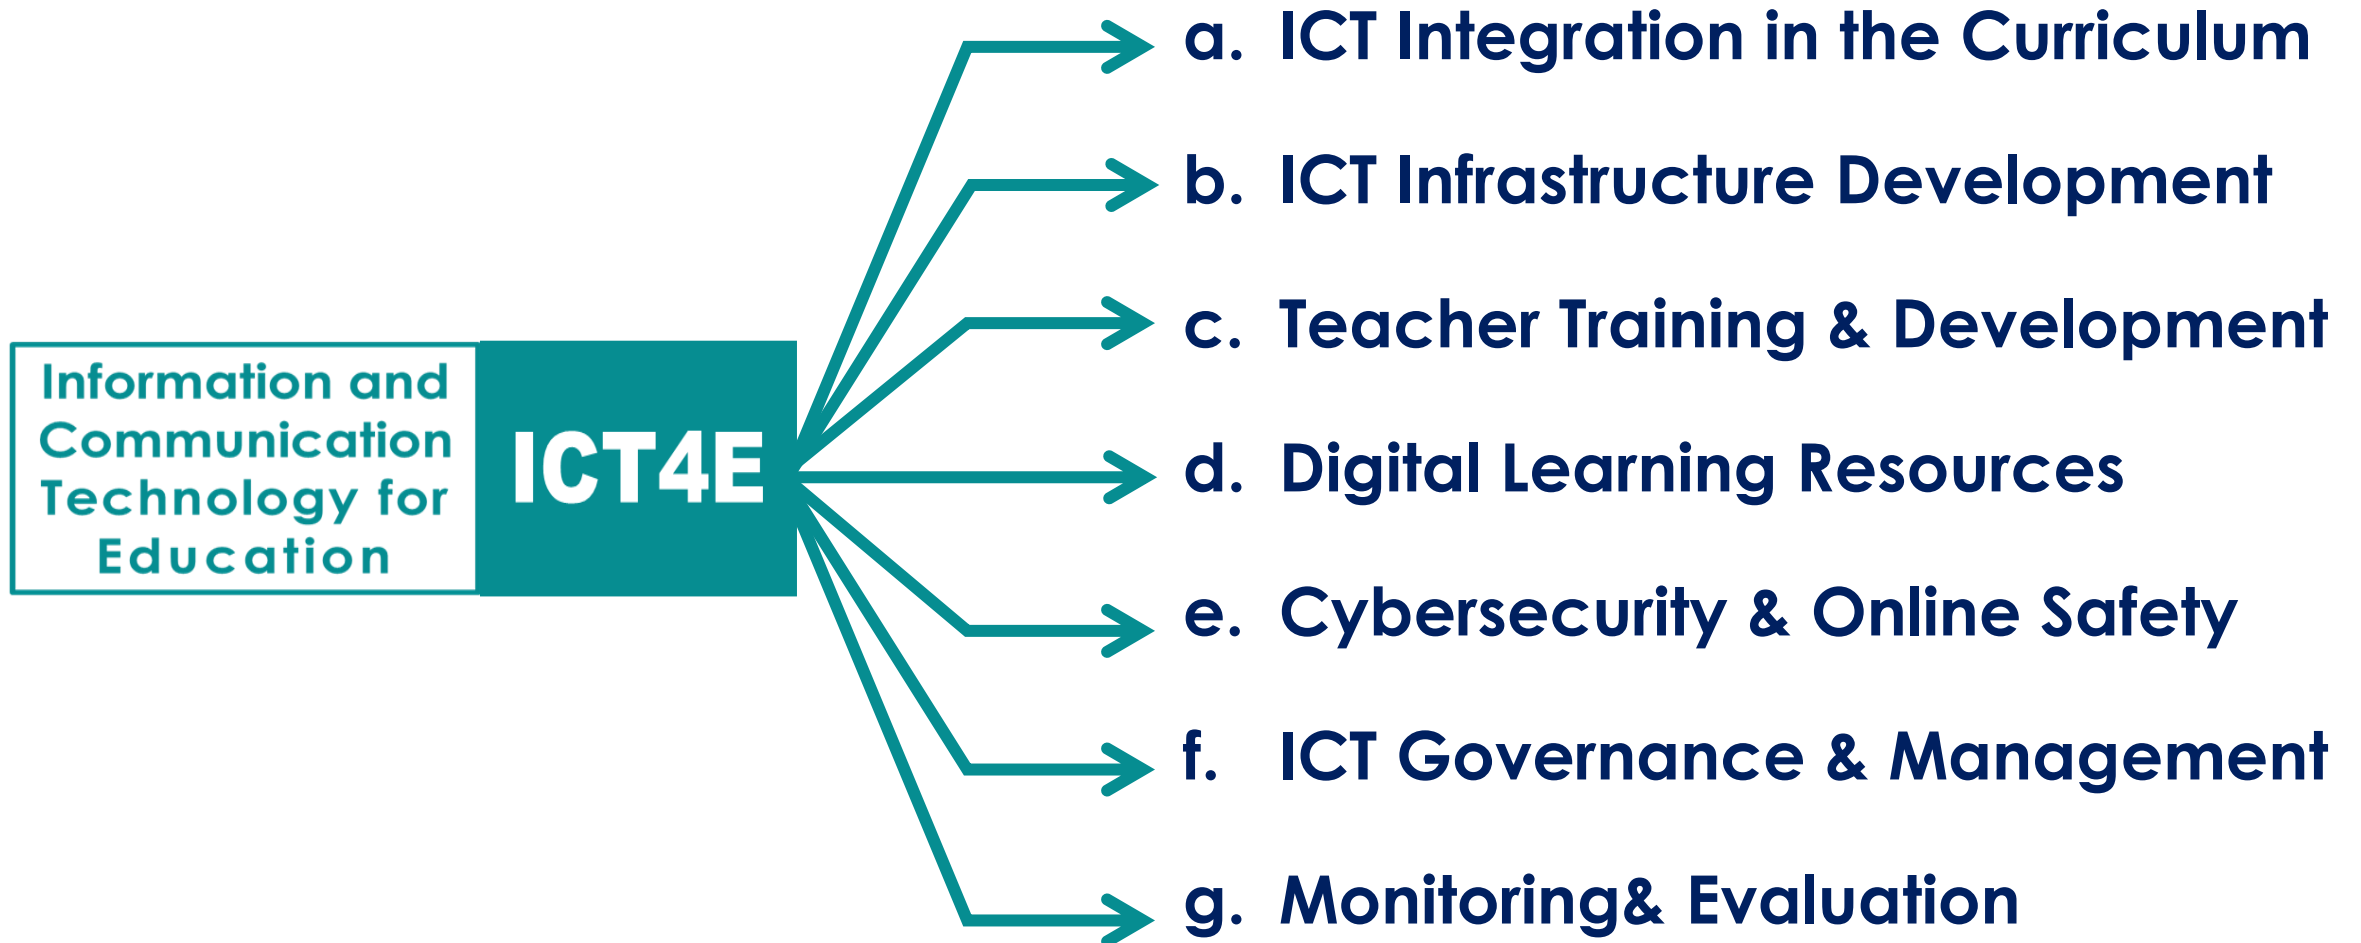 a. ICT Integration in the Curriculum
b. ICT Infrastructure Development
c. Teacher Training & Development
Information and
Communication
Technology for
Education
ICT4E
d. Digital Learning Resources
e. Cybersecurity & Online Safety
f. ICT Governance & Management
g. Monitoring& Evaluation